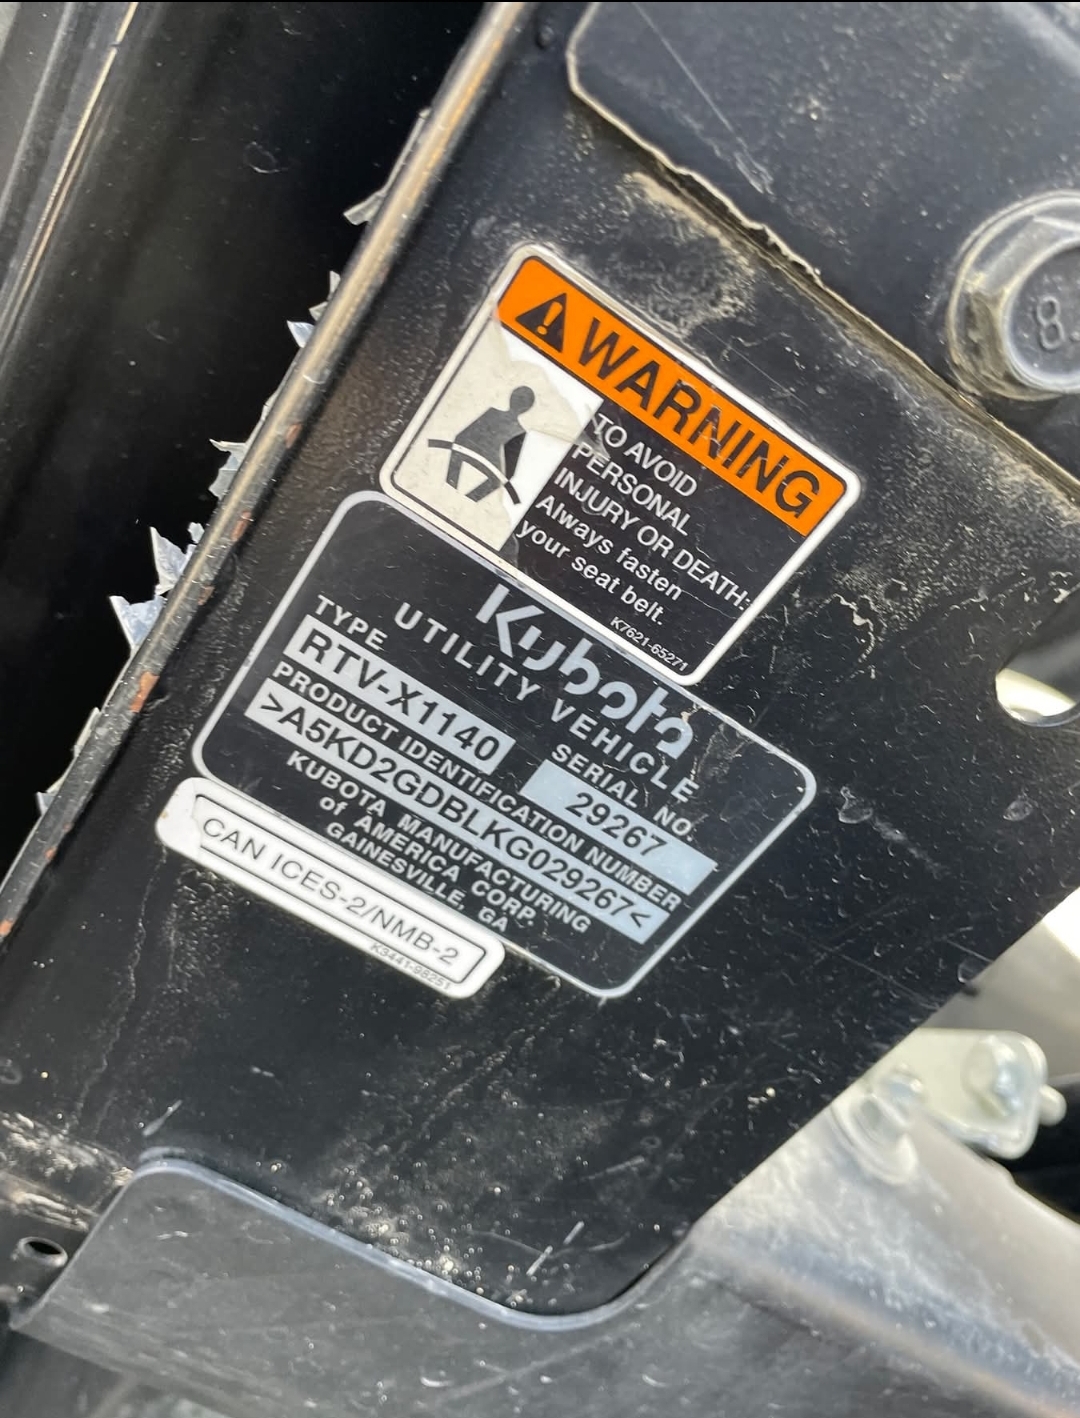 ⚠WARNING
TO AVOID
PERSONAL
INJURY OR DEATH:
Always fasten
your seat belt.
K7621-65271
Kubota
UTILITY VEHICLE
TYPE
RTV-X1140
SERIAL NO.
29267
PRODUCT IDENTIFICATION NUMBER
>A5KD2GDBLKG029267<
KUBOTA MANUFACTURING
of AMERICA CORP.
GAINESVILLE, GA
CAN ICES-2/NMB-2
K3441-98251
8.